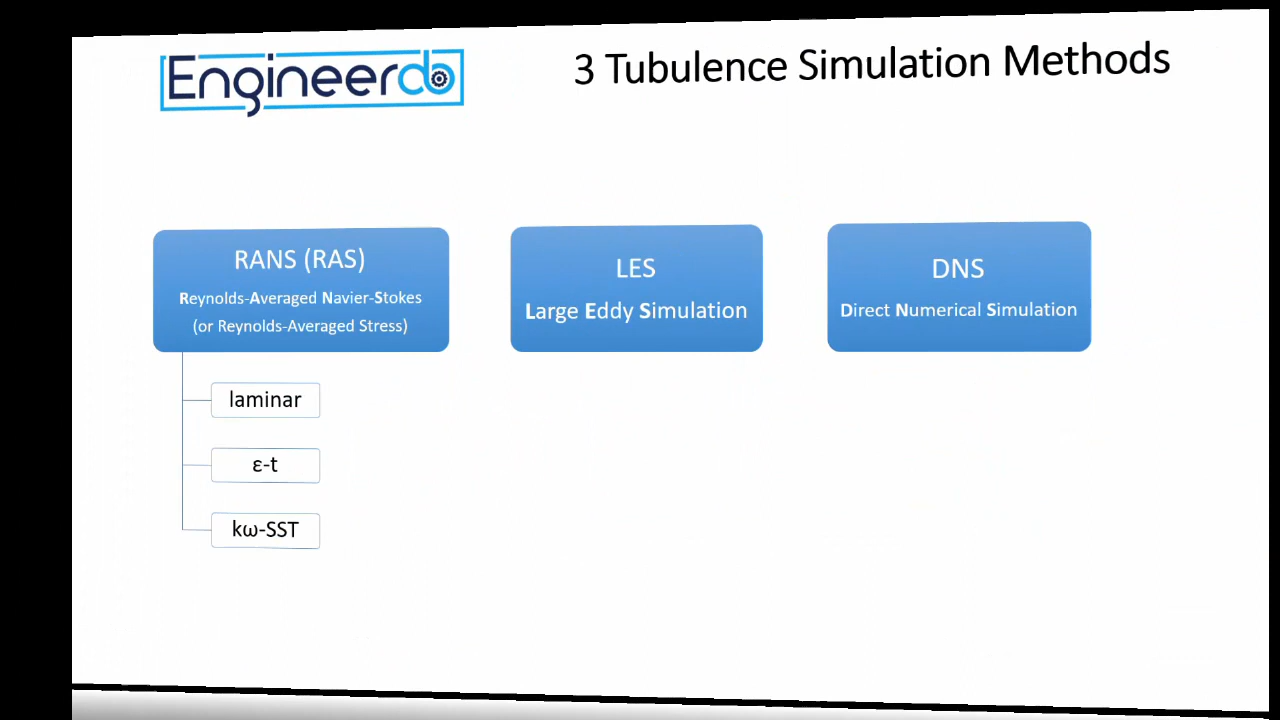 Engineerdo
3 Tubulence Simulation Methods
RANS (RAS)
Reynolds-Averaged Navier-Stokes
(or Reynolds-Averaged Stress)
laminar
ε-t
kω-SST
LES
Large Eddy Simulation
DNS
Direct Numerical Simulation